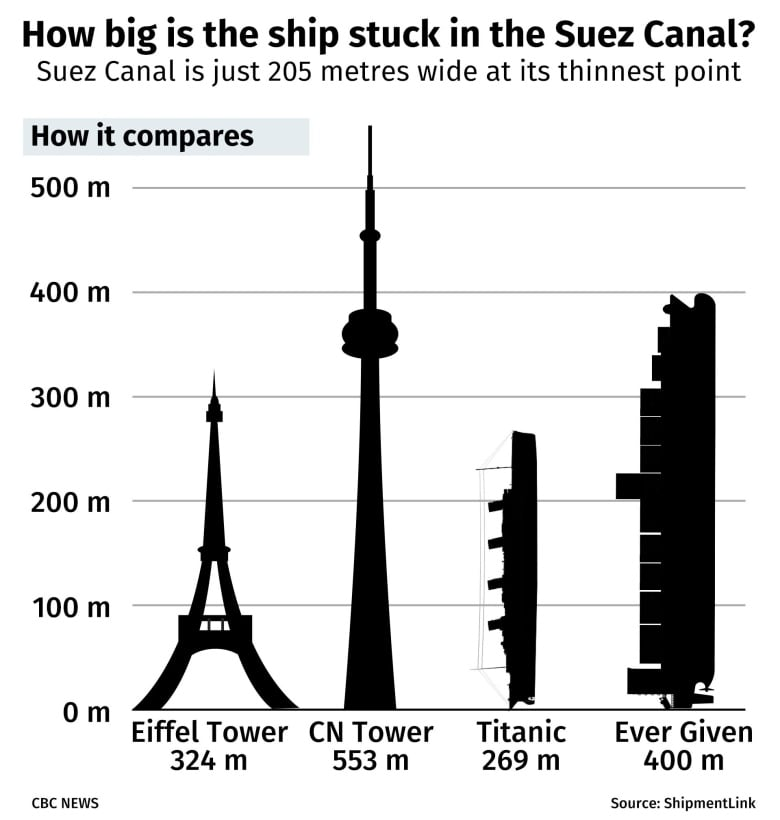 How big is the ship stuck in the Suez Canal?
Suez Canal is just 205 metres wide at its thinnest point
How it compares
500 m
400 m
300 m
200 m
100 m
0 m
Eiffel Tower CN Tower Titanic Ever Given
324 m 553 m 269 m 400 m
CBC NEWS Source: ShipmentLink